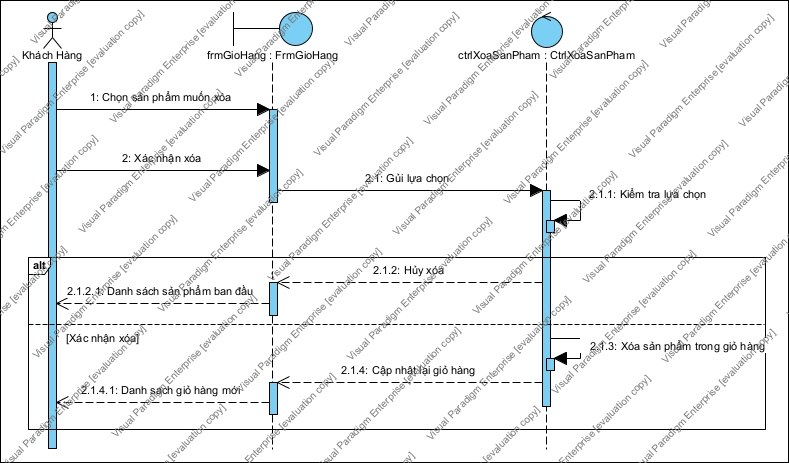 Khách Hàng
frmGioHang : FrmGioHang
ctrlXoaSanPham : CtrlXoaSanPham
1: Chọn sản phẩm muốn xóa
2: Xác nhận xóa
2.1: Gửi lựa chọn
2.1.1: Kiểm tra lựa chọn
alt
2.1.2: Hủy xóa
2.1.2.1: Danh sách sản phẩm ban đầu
[Xác nhận xóa]
2.1.3: Xóa sản phẩm trong giỏ hàng
2.1.4: Cập nhật lại giỏ hàng
2.1.4.1: Danh sách giỏ hàng mới
Visual Paradigm Enterprise [evaluation copy]